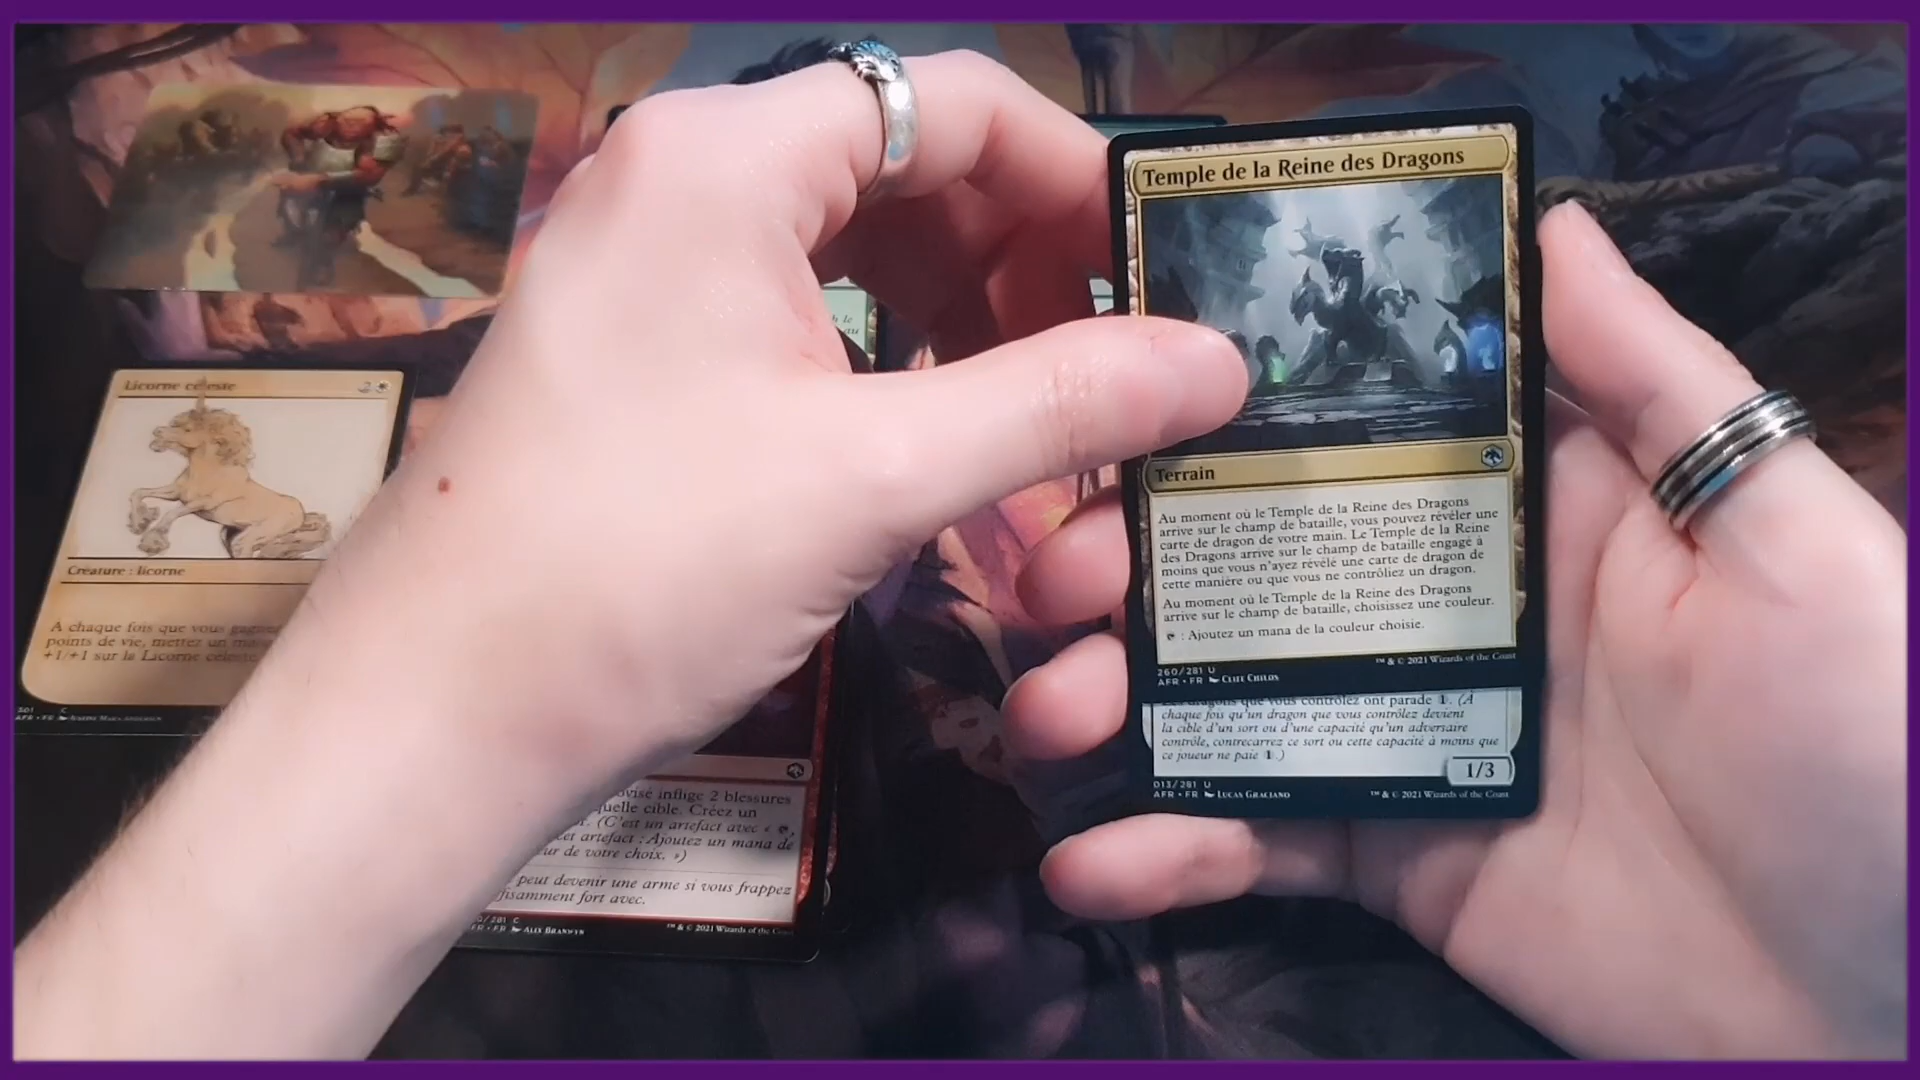 Temple de la Reine des Dragons
Terrain
Au moment où le Temple de la Reine des Dragons
arrive sur le champ de bataille, vous pouvez révéler une
carte de dragon de votre main. Le Temple de la Reine
des Dragons arrive sur le champ de bataille engagé à
moins que vous n'ayez révélé une carte de dragon de
cette manière ou que vous ne contrôliez un dragon.
Au moment où le Temple de la Reine des Dragons
arrive sur le champ de bataille, choisissez une couleur.
: Ajoutez un mana de la couleur choisie.
260/281 U
AFR • FR Cliff Childs
™ & © 2021 Wizards of the Coast
dragons que vous contrôlez ont parade 1. (À
chaque fois qu'un dragon que vous contrôlez devient
la cible d'un sort ou d'une capacité qu'un adversaire
contrôle, contrecarrez ce sort ou cette capacité à moins que
ce joueur ne paie 1.)
1/3
013/281 U
AFR • FR Lucas Graciano
™ & © 2021 Wizards of the Coast
Licorne céleste
2
Créature : licorne
À chaque fois que vous
points de vie, mettez un
+1/+1 sur la Licorne céleste
301 C
AFR • FR
inflige 2 blessures
cible. Créez un
(C'est un artefact avec «
cet artefact : Ajoutez un mana de
de votre choix. »)
peut devenir une arme si vous frappez
avec.
/281 C
Alix Branwyn
™ & © 2021 Wizards of the Coast
le
au